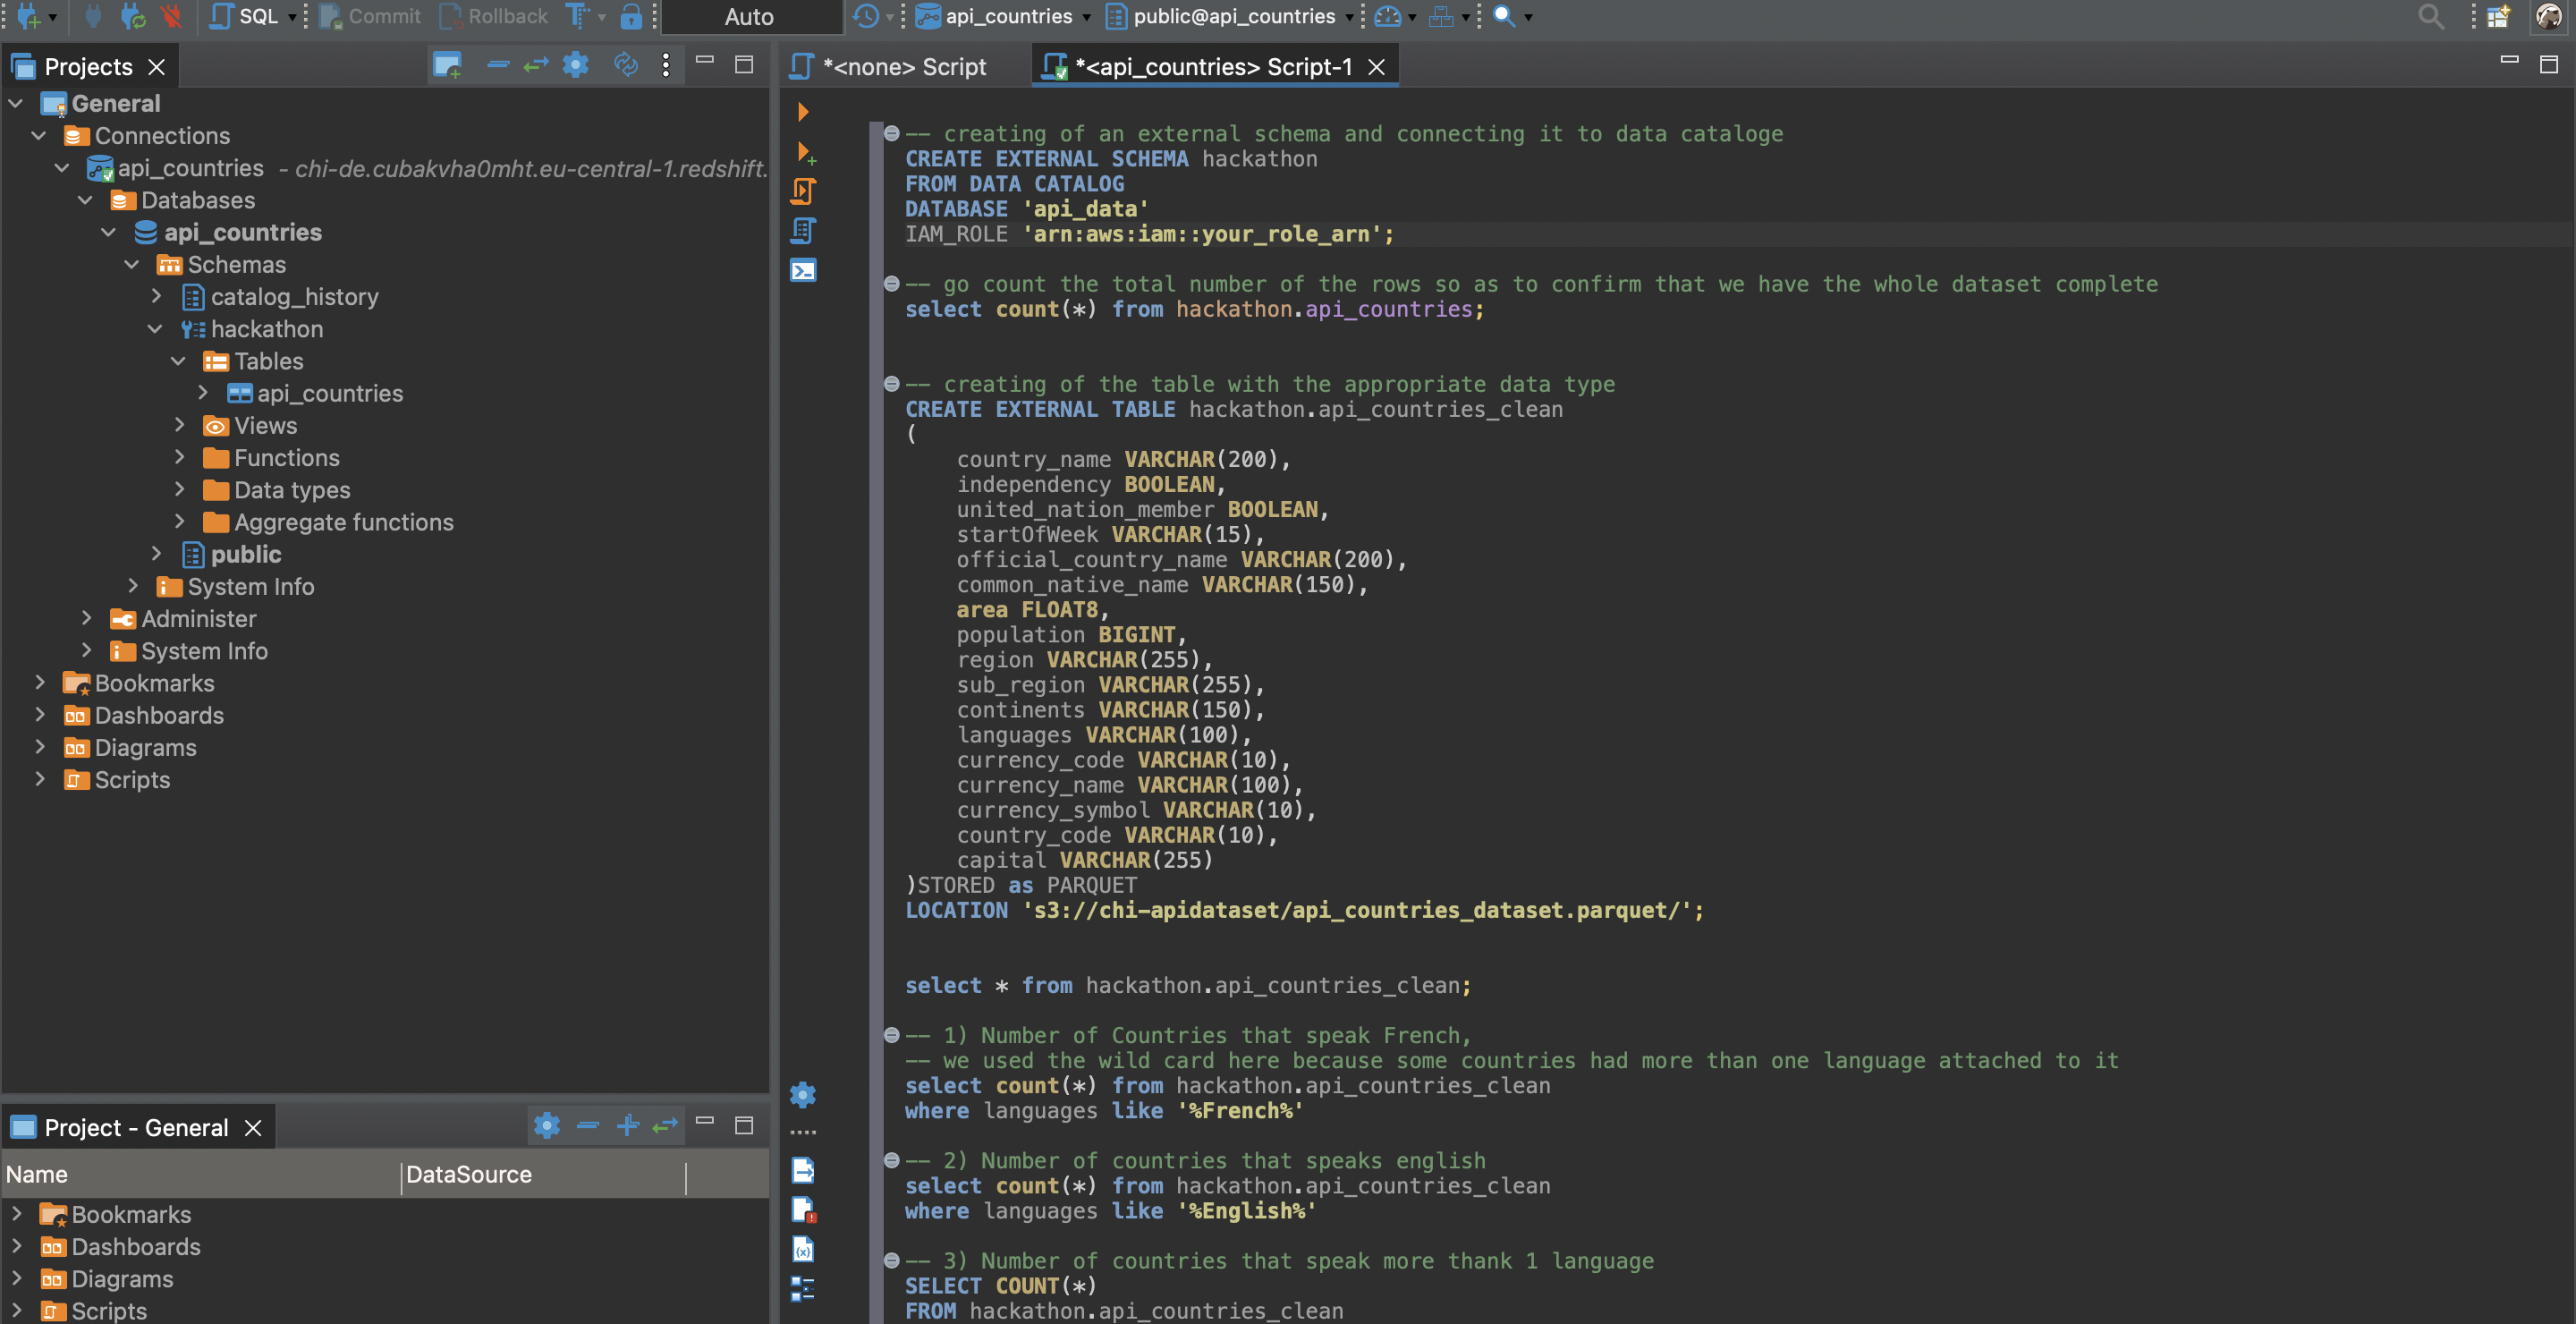 SQL
Commit
Rollback
Auto
api_countries
public@api_countries
Projects
General
Connections
api_countries - chi-de.cubakvha0mht.eu-central-1.redshift.
Databases
api_countries
Schemas
catalog_history
hackathon
Tables
api_countries
Views
Functions
Data types
Aggregate functions
public
System Info
Administer
System Info
Bookmarks
Dashboards
Diagrams
Scripts
Project - General
Name DataSource
Bookmarks
Dashboards
Diagrams
Scripts
*<none> Script
*<api_countries> Script-1
-- creating of an external schema and connecting it to data cataloge
CREATE EXTERNAL SCHEMA hackathon
FROM DATA CATALOG
DATABASE 'api_data'
IAM_ROLE 'arn:aws:iam::your_role_arn';
-- go count the total number of the rows so as to confirm that we have the whole dataset complete
select count(*) from hackathon.api_countries;
-- creating of the table with the appropriate data type
CREATE EXTERNAL TABLE hackathon.api_countries_clean
(
country_name VARCHAR(200),
independency BOOLEAN,
united_nation_member BOOLEAN,
startOfWeek VARCHAR(15),
official_country_name VARCHAR(200),
common_native_name VARCHAR(150),
area FLOAT8,
population BIGINT,
region VARCHAR(255),
sub_region VARCHAR(255),
continents VARCHAR(150),
languages VARCHAR(100),
currency_code VARCHAR(10),
currency_name VARCHAR(100),
currency_symbol VARCHAR(10),
country_code VARCHAR(10),
capital VARCHAR(255)
)STORED as PARQUET
LOCATION 's3://chi-apidataset/api_countries_dataset.parquet/';
select * from hackathon.api_countries_clean;
-- 1) Number of Countries that speak French,
-- we used the wild card here because some countries had more than one language attached to it
select count(*) from hackathon.api_countries_clean
where languages like '%French%'
-- 2) Number of countries that speaks english
select count(*) from hackathon.api_countries_clean
where languages like '%English%'
-- 3) Number of countries that speak more thank 1 language
SELECT COUNT(*)
FROM hackathon.api_countries_clean